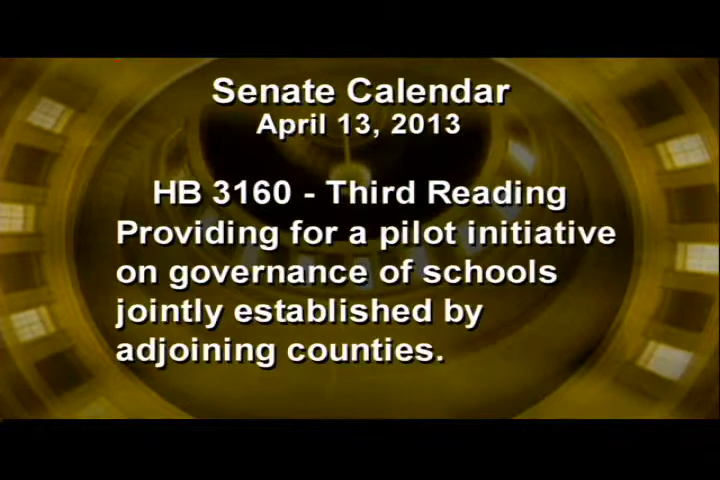 Senate Calendar
April 13, 2013
HB 3160 - Third Reading
Providing for a pilot initiative
on governance of schools
jointly established by
adjoining counties.